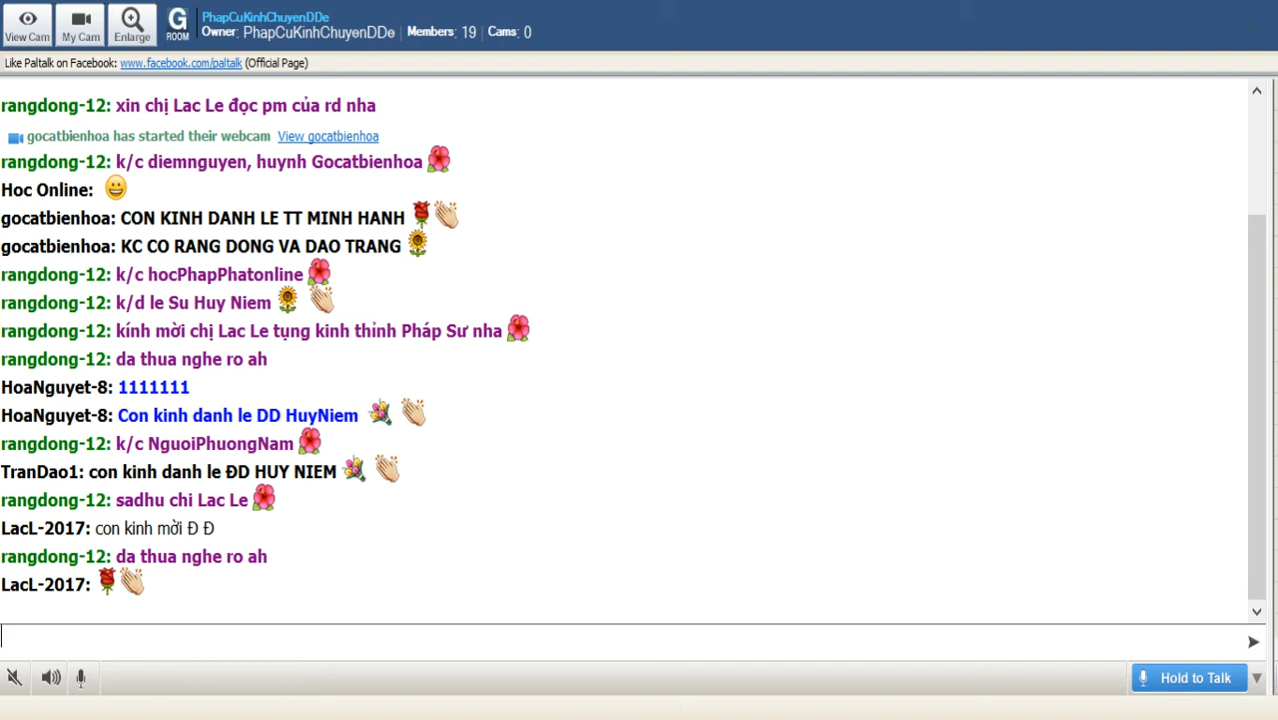 View Cam
My Cam
Enlarge
G
ROOM
PhapCuKinhChuyenDDe
Owner: PhapCuKinhChuyenDDe Members: 19 Cams: 0
Like Paltalk on Facebook: www.facebook.com/paltalk (Official Page)
rangdong-12: xin chị Lac Le đọc pm của rd nha
gocatbienhoa has started their webcam View gocatbienhoa
rangdong-12: k/c diemnguyen, huynh Gocatbienhoa
Hoc Online:
gocatbienhoa: CON KINH DANH LE TT MINH HANH
gocatbienhoa: KC CO RANG DONG VA DAO TRANG
rangdong-12: k/c hocPhapPhatonline
rangdong-12: k/d le Su Huy Niem
rangdong-12: kính mời chị Lac Le tụng kinh thỉnh Pháp Sư nha
rangdong-12: da thua nghe ro ah
HoaNguyet-8: 1111111
HoaNguyet-8: Con kinh danh le DD HuyNiem
rangdong-12: k/c NguoiPhuongNam
TranDao1: con kinh danh le ĐD HUY NIEM
rangdong-12: sadhu chi Lac Le
LacL-2017: con kinh mời Đ Đ
rangdong-12: da thua nghe ro ah
LacL-2017:
Hold to Talk